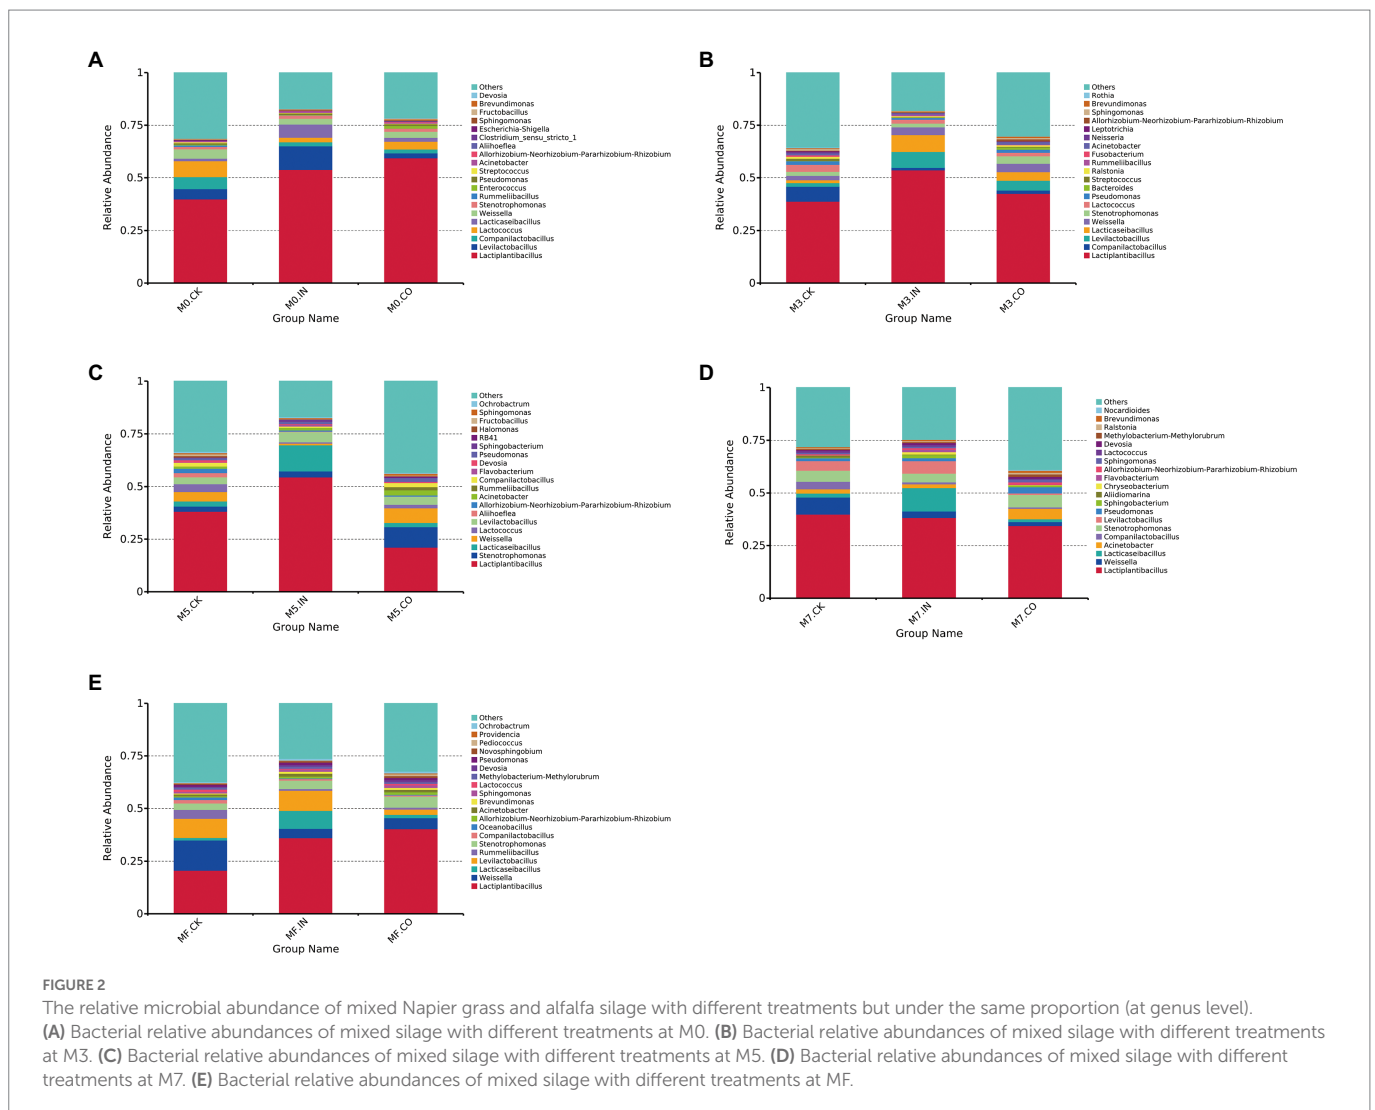 A
1
0.75
0.5
0.25
0
Relative Abundance
M0.CK
M0.IN
M0.CO
Group Name
Others
Devosia
Brevundimonas
Fructobacillus
Sphingomonas
Escherichia-Shigella
Clostridium_sensu_stricto_1
Aliihoeflea
Allorhizobium-Neorhizobium-Pararhizobium-Rhizobium
Acinetobacter
Streptococcus
Pseudomonas
Enterococcus
Rummeliibacillus
Stenotrophomonas
Weissella
Lacticaseibacillus
Lactococcus
Companilactobacillus
Levilactobacillus
Lactiplantibacillus
B
1
0.75
0.5
0.25
0
Relative Abundance
M3.CK
M3.IN
M3.CO
Group Name
Others
Rothia
Brevundimonas
Sphingomonas
Allorhizobium-Neorhizobium-Pararhizobium-Rhizobium
Leptotrichia
Neisseria
Acinetobacter
Fusobacterium
Rummeliibacillus
Ralstonia
Streptococcus
Bacteroides
Pseudomonas
Lactococcus
Stenotrophomonas
Weissella
Lacticaseibacillus
Levilactobacillus
Companilactobacillus
Lactiplantibacillus
C
1
0.75
0.5
0.25
0
Relative Abundance
M5.CK
M5.IN
M5.CO
Group Name
Others
Ochrobactrum
Sphingomonas
Fructobacillus
Halomonas
RB41
Sphingobacterium
Pseudomonas
Devosia
Flavobacterium
Companilactobacillus
Rummeliibacillus
Acinetobacter
Allorhizobium-Neorhizobium-Pararhizobium-Rhizobium
Aliihoeflea
Levilactobacillus
Lactococcus
Weissella
Lacticaseibacillus
Stenotrophomonas
Lactiplantibacillus
D
1
0.75
0.5
0.25
0
Relative Abundance
M7.CK
M7.IN
M7.CO
Group Name
Others
Nocardioides
Brevundimonas
Ralstonia
Methylobacterium-Methylorubrum
Devosia
Lactococcus
Sphingomonas
Allorhizobium-Neorhizobium-Pararhizobium-Rhizobium
Flavobacterium
Chryseobacterium
Aliidiomarina
Sphingobacterium
Pseudomonas
Levilactobacillus
Stenotrophomonas
Companilactobacillus
Acinetobacter
Lacticaseibacillus
Weissella
Lactiplantibacillus
E
1
0.75
0.5
0.25
0
Relative Abundance
MF.CK
MF.IN
MF.CO
Group Name
Others
Ochrobactrum
Providencia
Pediococcus
Novosphingobium
Pseudomonas
Devosia
Methylobacterium-Methylorubrum
Lactococcus
Sphingomonas
Brevundimonas
Acinetobacter
Allorhizobium-Neorhizobium-Pararhizobium-Rhizobium
Oceanobacillus
Companilactobacillus
Stenotrophomonas
Rummeliibacillus
Levilactobacillus
Lacticaseibacillus
Weissella
Lactiplantibacillus
FIGURE 2
The relative microbial abundance of mixed Napier grass and alfalfa silage with different treatments but under the same proportion (at genus level).
(A) Bacterial relative abundances of mixed silage with different treatments at M0. (B) Bacterial relative abundances of mixed silage with different treatments
at M3. (C) Bacterial relative abundances of mixed silage with different treatments at M5. (D) Bacterial relative abundances of mixed silage with different
treatments at M7. (E) Bacterial relative abundances of mixed silage with different treatments at MF.